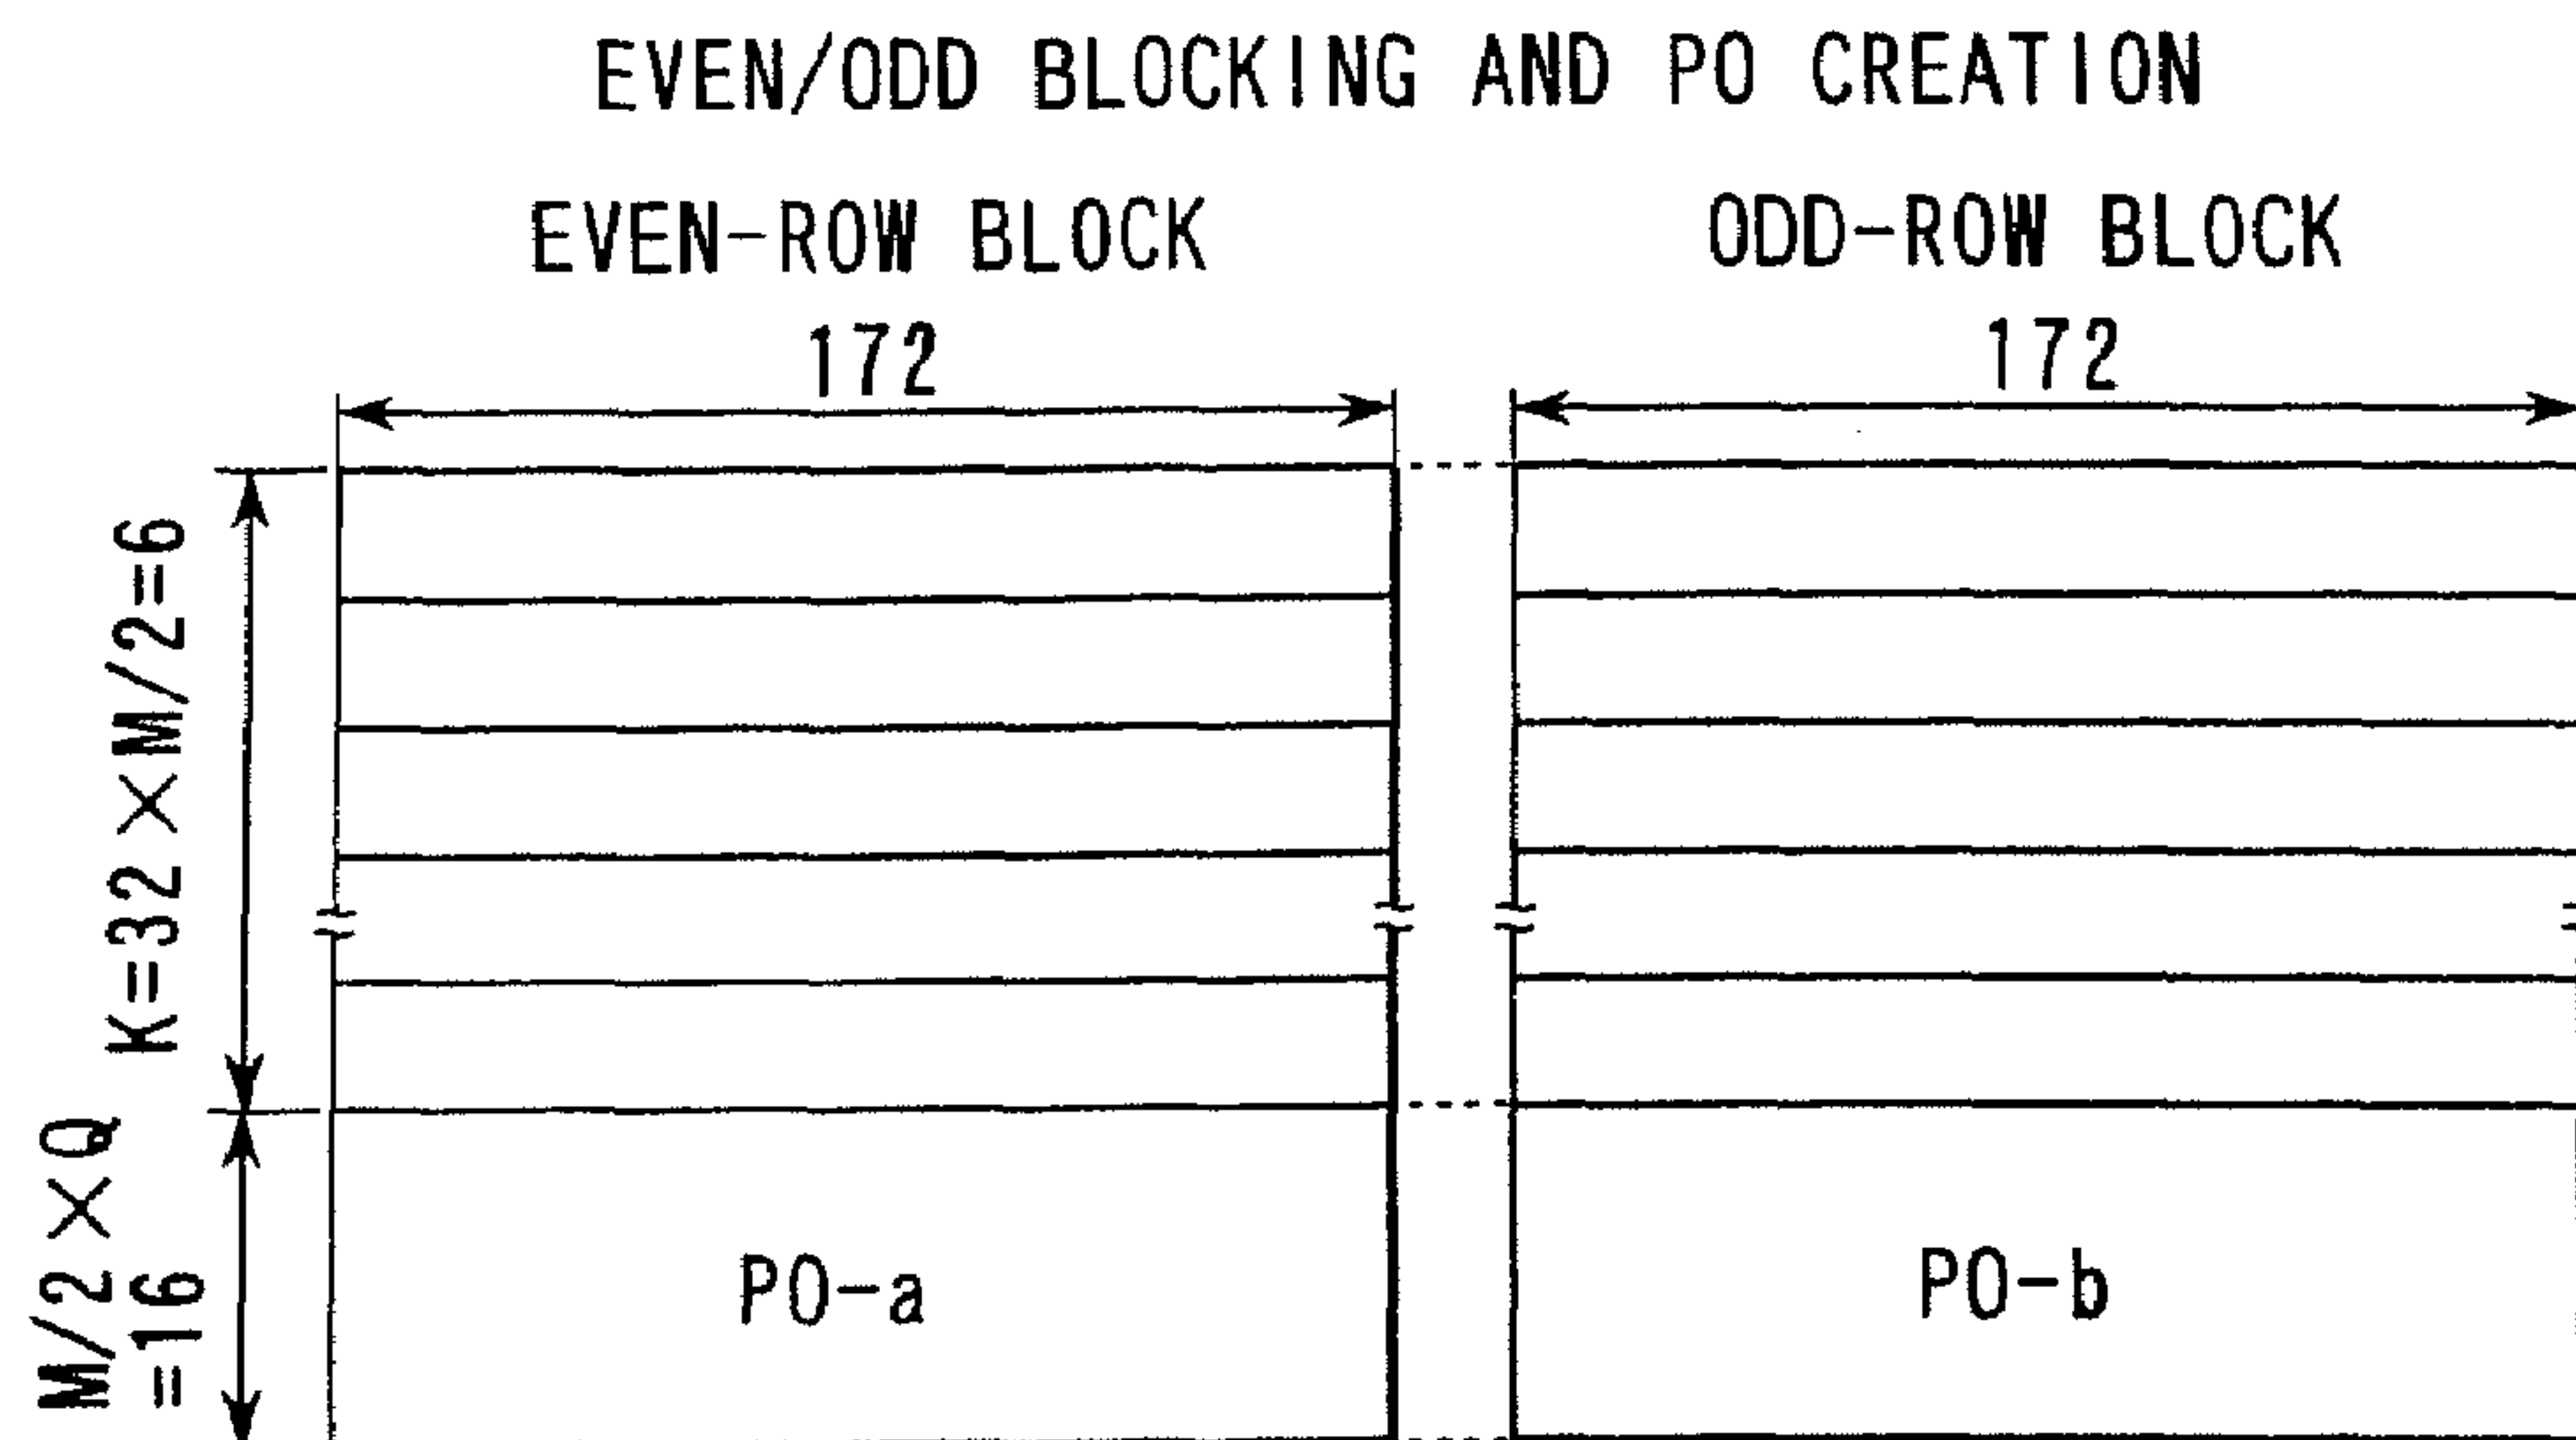 EVEN/ODD BLOCKING AND PO CREATION
EVEN-ROW BLOCK
ODD-ROW BLOCK
172
172
K=32×M/2=6
M/2×Q
=16
PO-a
PO-b